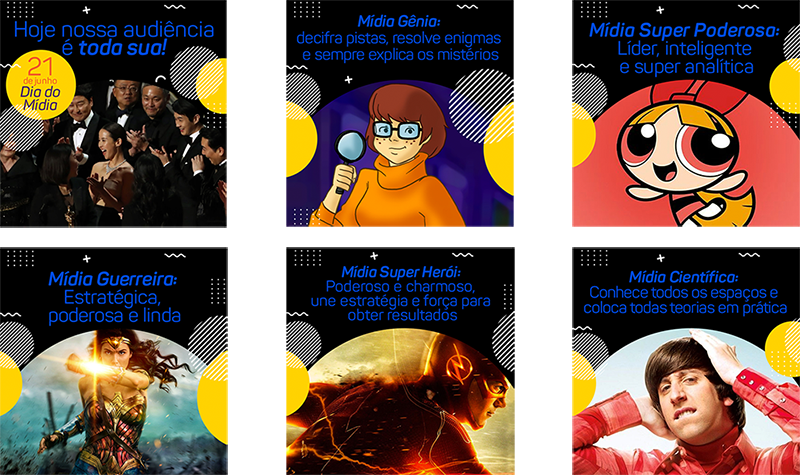 Hoje nossa audiência
é toda sua!
21
de junho
Dia do
Mídia
Mídia Gênia:
decifra pistas, resolve enigmas
e sempre explica os mistérios
Mídia Super Poderosa:
Líder, inteligente
e super analítica
Mídia Guerreira:
Estratégica,
poderosa e linda
Mídia Super Herói:
Poderoso e charmoso,
une estratégia e força para
obter resultados
Mídia Científica:
Conhece todos os espaços e
coloca todas teorias em prática